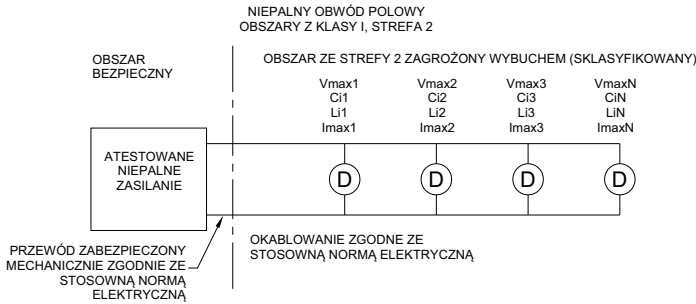 NIEPALNY OBWÓD POLOWY
OBSZARY Z KLASY I, STREFA 2
OBSZAR
BEZPIECZNY
OBSZAR ZE STREFY 2 ZAGROŻONY WYBUCHEM (SKLASYFIKOWANY)
Vmax1 Vmax2 Vmax3 VmaxN
Ci1 Ci2 Ci3 CiN
Li1 Li2 Li3 LiN
Imax1 Imax2 Imax3 ImaxN
ATESTOWANE
NIEPALNE
ZASILANIE
D D D D
PRZEWÓD ZABEZPIECZONY
MECHANICZNIE ZGODNIE ZE
STOSOWNĄ NORMĄ
ELEKTRYCZNĄ
OKABLOWANIE ZGODNE ZE
STOSOWNĄ NORMĄ ELEKTRYCZNĄ